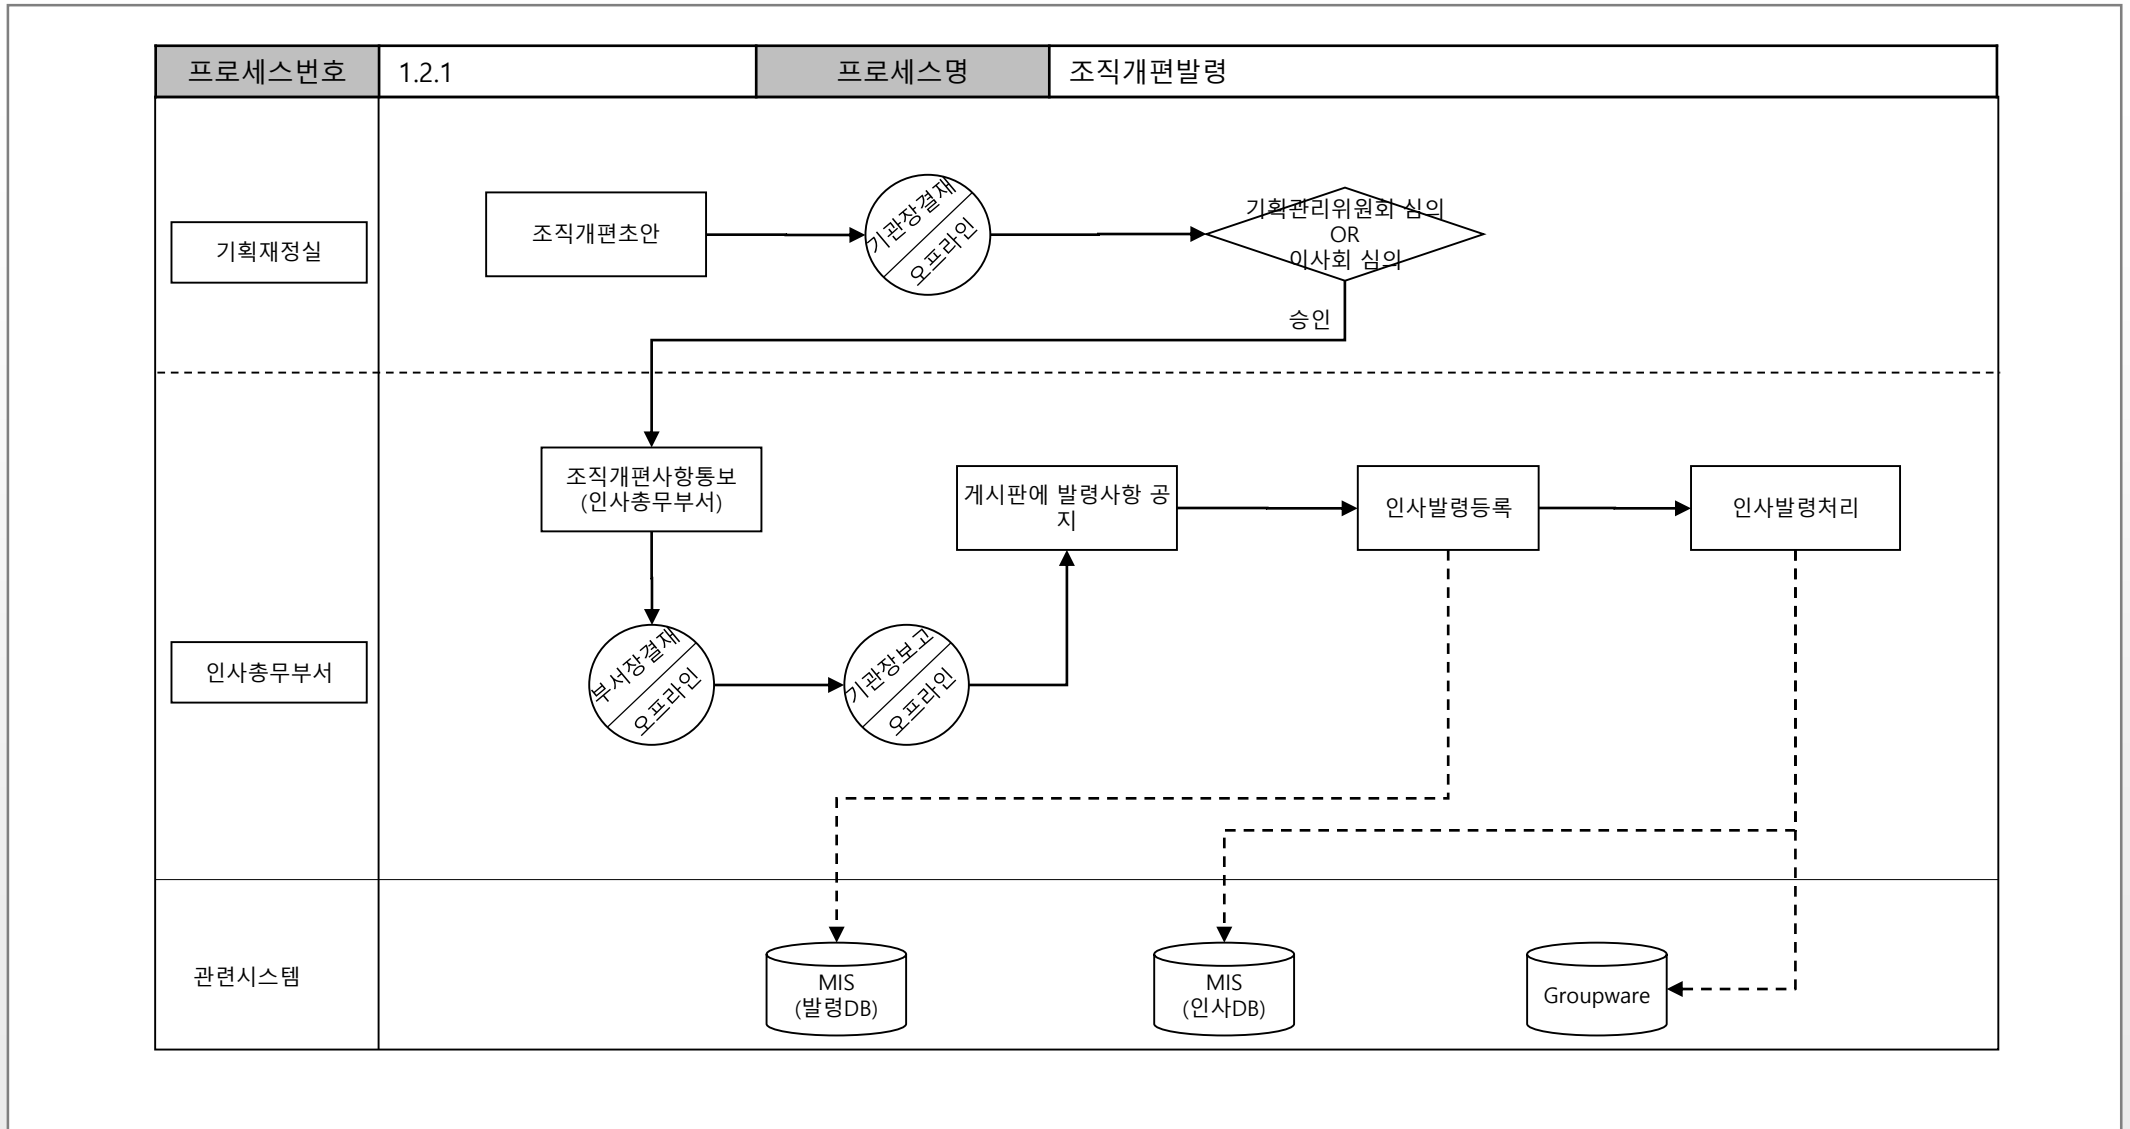 프로세스번호
1.2.1
프로세스명
조직개편발령
기획재정실
조직개편초안
기관장결재
오프라인
기획관리위원회 심의
OR
이사회 심의
승인
인사총무부서
조직개편사항통보
(인사총무부서)
부서장결재
오프라인
기관장보고
오프라인
게시판에 발령사항 공
지
인사발령등록
인사발령처리
관련시스템
MIS
(발령DB)
MIS
(인사DB)
Groupware